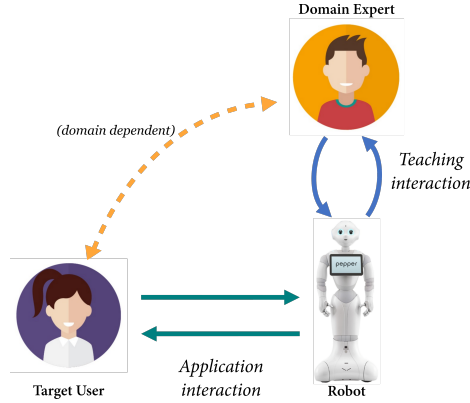 Domain Expert
(domain dependent)
Teaching
interaction
pepper
Application
interaction
Target User
Robot